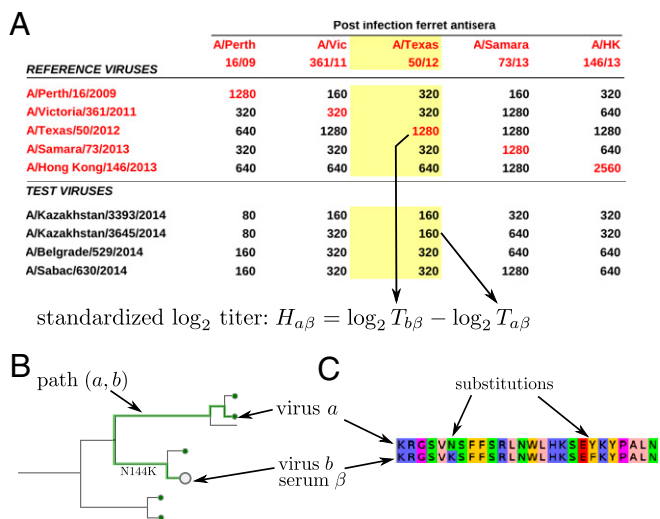 A
Post infection ferret antisera
A/Perth A/Vic A/Texas A/Samara A/HK
REFERENCE VIRUSES 16/09 361/11 50/12 73/13 146/13
A/Perth/16/2009 1280 160 320 160 320
A/Victoria/361/2011 320 320 320 1280 640
A/Texas/50/2012 640 1280 1280 1280 1280
A/Samara/73/2013 320 320 320 1280 640
A/Hong Kong/146/2013 640 640 640 1280 2560
TEST VIRUSES
A/Kazakhstan/3393/2014 80 160 160 320 320
A/Kazakhstan/3645/2014 80 320 160 640 320
A/Belgrade/529/2014 160 320 320 640 640
A/Sabac/630/2014 160 320 320 1280 640
standardized log₂ titer: Hₐᵦ = log₂ Tbᵦ − log₂ Tₐᵦ
B
path (a, b)
N144K
virus a
virus b
serum β
C
substitutions
KRGSVNSFFSRLNWLHKSEYKYPALN
KRGSVKSFFSRLNWLHKSEFKYPALN